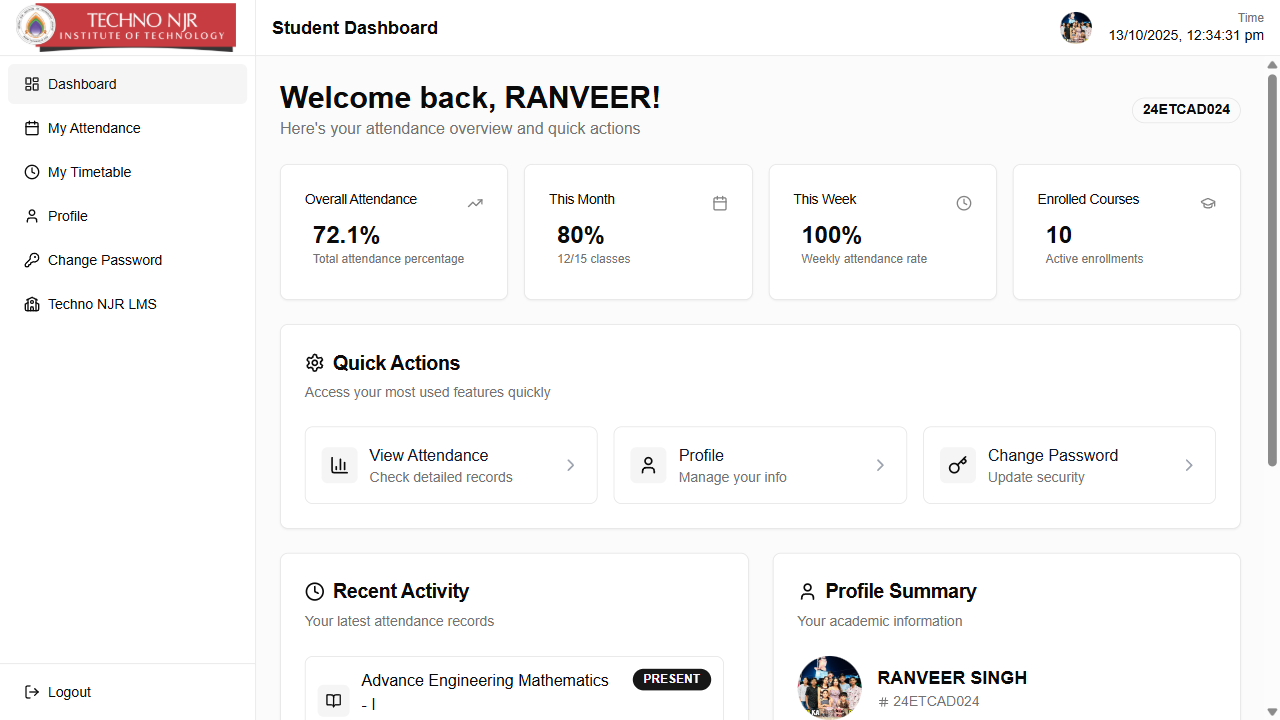 TECHNO NJR
INSTITUTE OF TECHNOLOGY
Student Dashboard
Time
13/10/2025, 12:34:31 pm
Dashboard
My Attendance
My Timetable
Profile
Change Password
Techno NJR LMS
Logout
Welcome back, RANVEER!
Here's your attendance overview and quick actions
24ETCAD024
Overall Attendance
72.1%
Total attendance percentage
This Month
80%
12/15 classes
This Week
100%
Weekly attendance rate
Enrolled Courses
10
Active enrollments
Quick Actions
Access your most used features quickly
View Attendance
Check detailed records
Profile
Manage your info
Change Password
Update security
Recent Activity
Your latest attendance records
Advance Engineering Mathematics
- I
PRESENT
Profile Summary
Your academic information
RANVEER SINGH
# 24ETCAD024